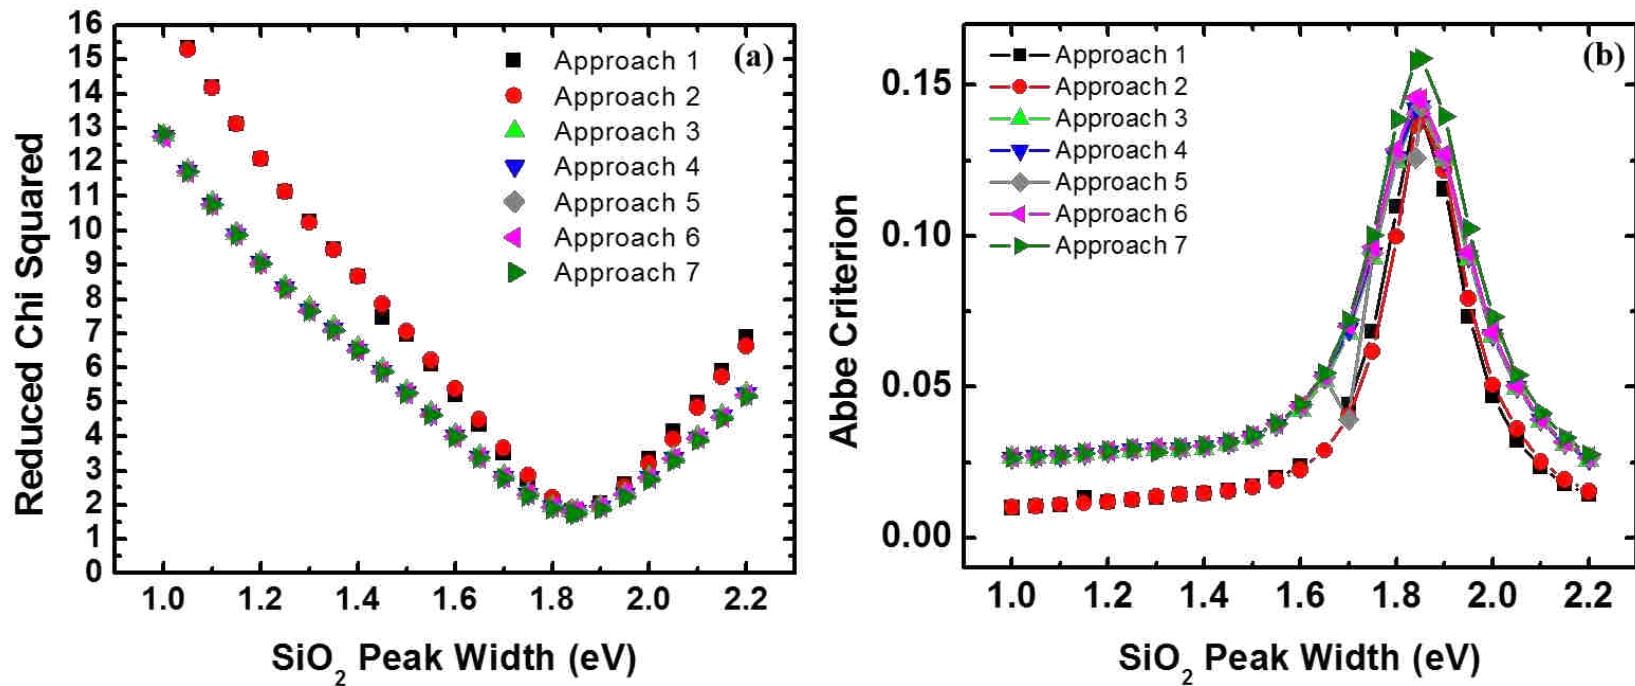 16
15
14
13
12
11
10
9
8
7
6
5
4
3
2
1
0
Reduced Chi Squared
(a)
Approach 1
Approach 2
Approach 3
Approach 4
Approach 5
Approach 6
Approach 7
1.0 1.2 1.4 1.6 1.8 2.0 2.2
SiO₂ Peak Width (eV)
0.15
0.10
0.05
0.00
Abbe Criterion
(b)
Approach 1
Approach 2
Approach 3
Approach 4
Approach 5
Approach 6
Approach 7
1.0 1.2 1.4 1.6 1.8 2.0 2.2
SiO₂ Peak Width (eV)